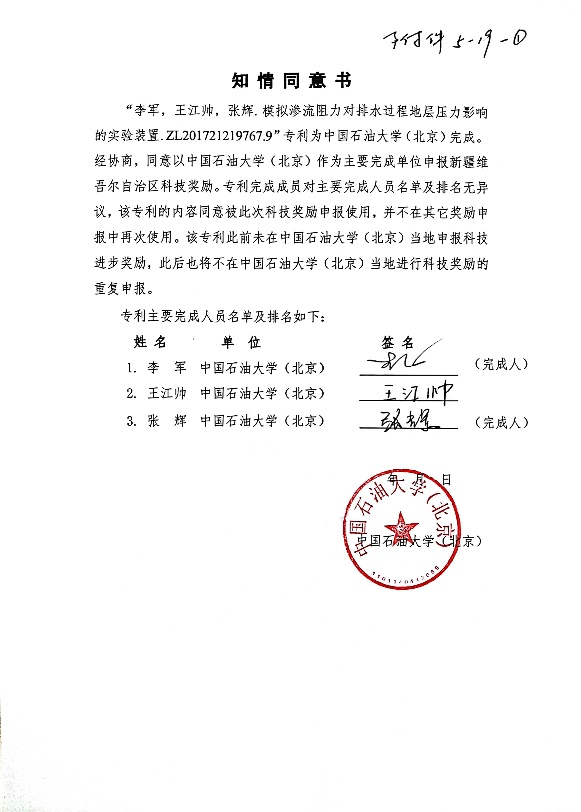 子附件5-19-①
知情同意书
“李军，王江帅，张辉.模拟渗流阻力对排水过程地层压力影响
的实验装置.ZL201721219767.9”专利为中国石油大学（北京）完成。
经协商，同意以中国石油大学（北京）作为主要完成单位申报新疆维
吾尔自治区科技奖励。专利完成成员对主要完成人员名单及排名无异
议，该专利的内容同意被此次科技奖励申报使用，并不在其它奖励申
报中再次使用。该专利此前未在中国石油大学（北京）当地申报科技
进步奖励，此后也将不在中国石油大学（北京）当地进行科技奖励的
重复申报。
专利主要完成人员名单及排名如下：
姓名 单位 签名
1. 李 军 中国石油大学（北京） （完成人）
2. 王江帅 中国石油大学（北京） 王江帅
3. 张 辉 中国石油大学（北京） 张辉 （完成人）
年 月 日
中国石油大学（北京）
中国石油大学（北京）